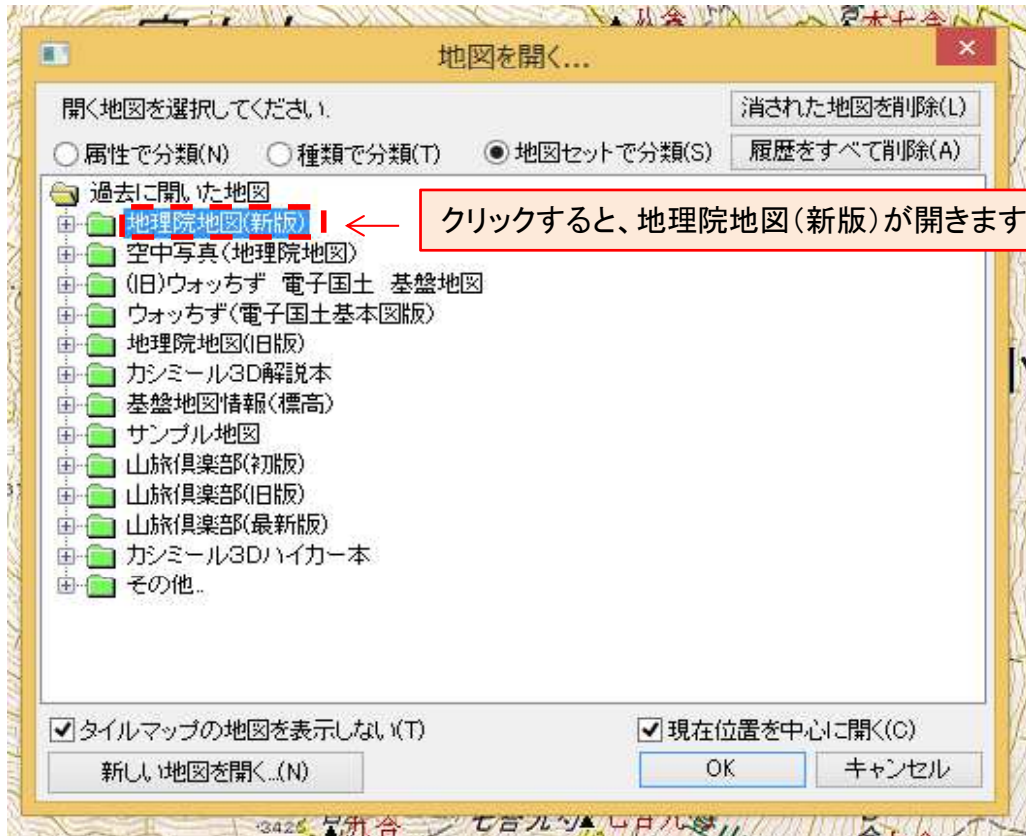 八合
地図を開く...
開く地図を選択してください.
消された地図を削除(L)
属性で分類(N) 種類で分類(T) 地図セットで分類(S) 履歴をすべて削除(A)
過去に開いた地図
地理院地図(新版)
クリックすると、地理院地図(新版)が開きます
空中写真(地理院地図)
(旧)ウォッちず 電子国土 基盤地図
ウォッちず(電子国土基本図版)
地理院地図(旧版)
カシミール3D解説本
基盤地図情報(標高)
サンプル地図
山旅倶楽部(初版)
山旅倶楽部(旧版)
山旅倶楽部(最新版)
カシミール3Dハイカー本
その他..
タイルマップの地図を表示しない(T) 現在位置を中心に開く(C)
新しい地図を開く...(N) OK キャンセル
3426